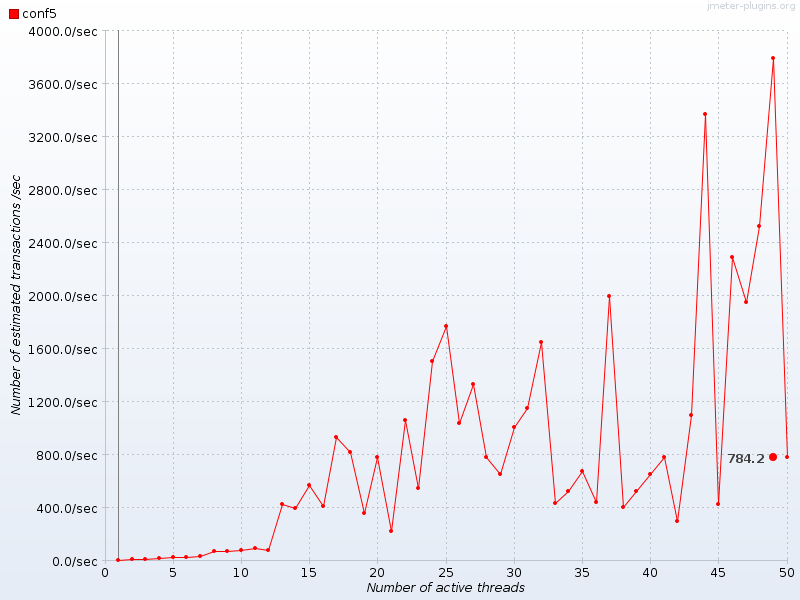 jmeter-plugins.org
conf5
4000.0/sec
3600.0/sec
3200.0/sec
2800.0/sec
2400.0/sec
2000.0/sec
1600.0/sec
1200.0/sec
800.0/sec
400.0/sec
0.0/sec
Number of estimated transactions /sec
784.2
0 5 10 15 20 25 30 35 40 45 50
Number of active threads